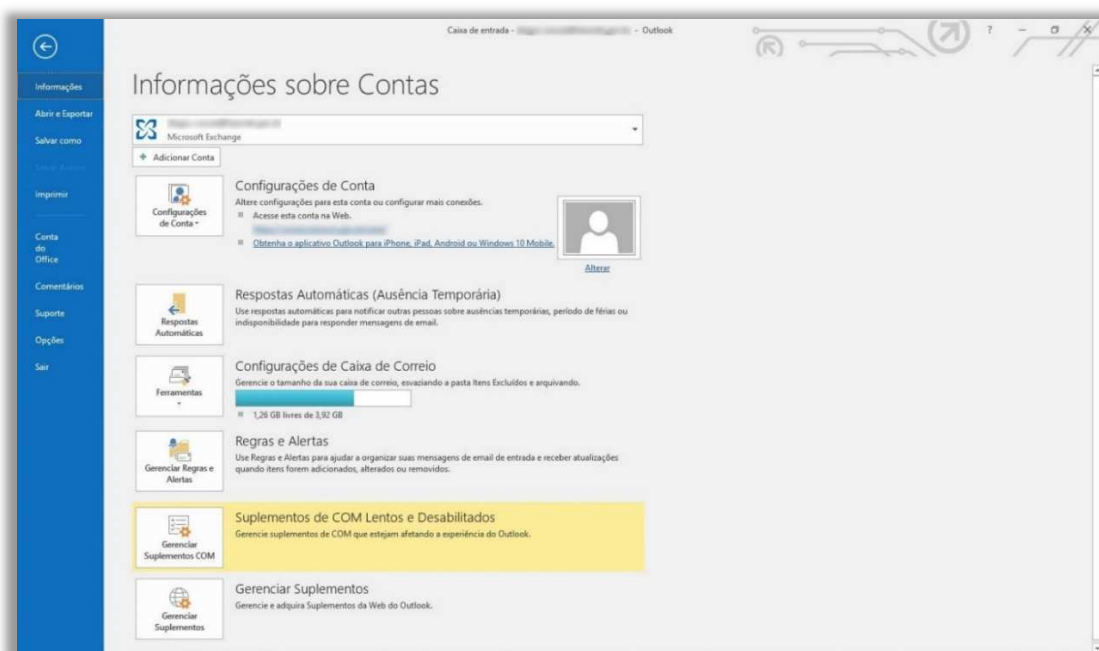 Caixa de entrada - - Outlook
?
Informações
Abrir e Exportar
Salvar como
Imprimir
Conta
do
Office
Comentários
Suporte
Opções
Sair
Informações sobre Contas
Microsoft Exchange
Adicionar Conta
Configurações
de Conta
Configurações de Conta
Altere configurações para esta conta ou configurar mais conexões.
Acesse esta conta na Web.
Obtenha o aplicativo Outlook para iPhone, iPad, Android ou Windows 10 Mobile.
Alterar
Respostas
Automáticas
Respostas Automáticas (Ausência Temporária)
Use respostas automáticas para notificar outras pessoas sobre ausências temporárias, período de férias ou
indisponibilidade para responder mensagens de email.
Ferramentas
Configurações de Caixa de Correio
Gerencie o tamanho da sua caixa de correio, esvaziando a pasta Itens Excluídos e arquivando.
1,26 GB livres de 3,92 GB
Gerenciar Regras e
Alertas
Regras e Alertas
Use Regras e Alertas para ajudar a organizar suas mensagens de email de entrada e receber atualizações
quando itens forem adicionados, alterados ou removidos.
Gerenciar
Suplementos COM
Suplementos de COM Lentos e Desabilitados
Gerencie suplementos de COM que estejam afetando a experiência do Outlook.
Gerenciar
Suplementos
Gerenciar Suplementos
Gerencie e adquira Suplementos da Web do Outlook.